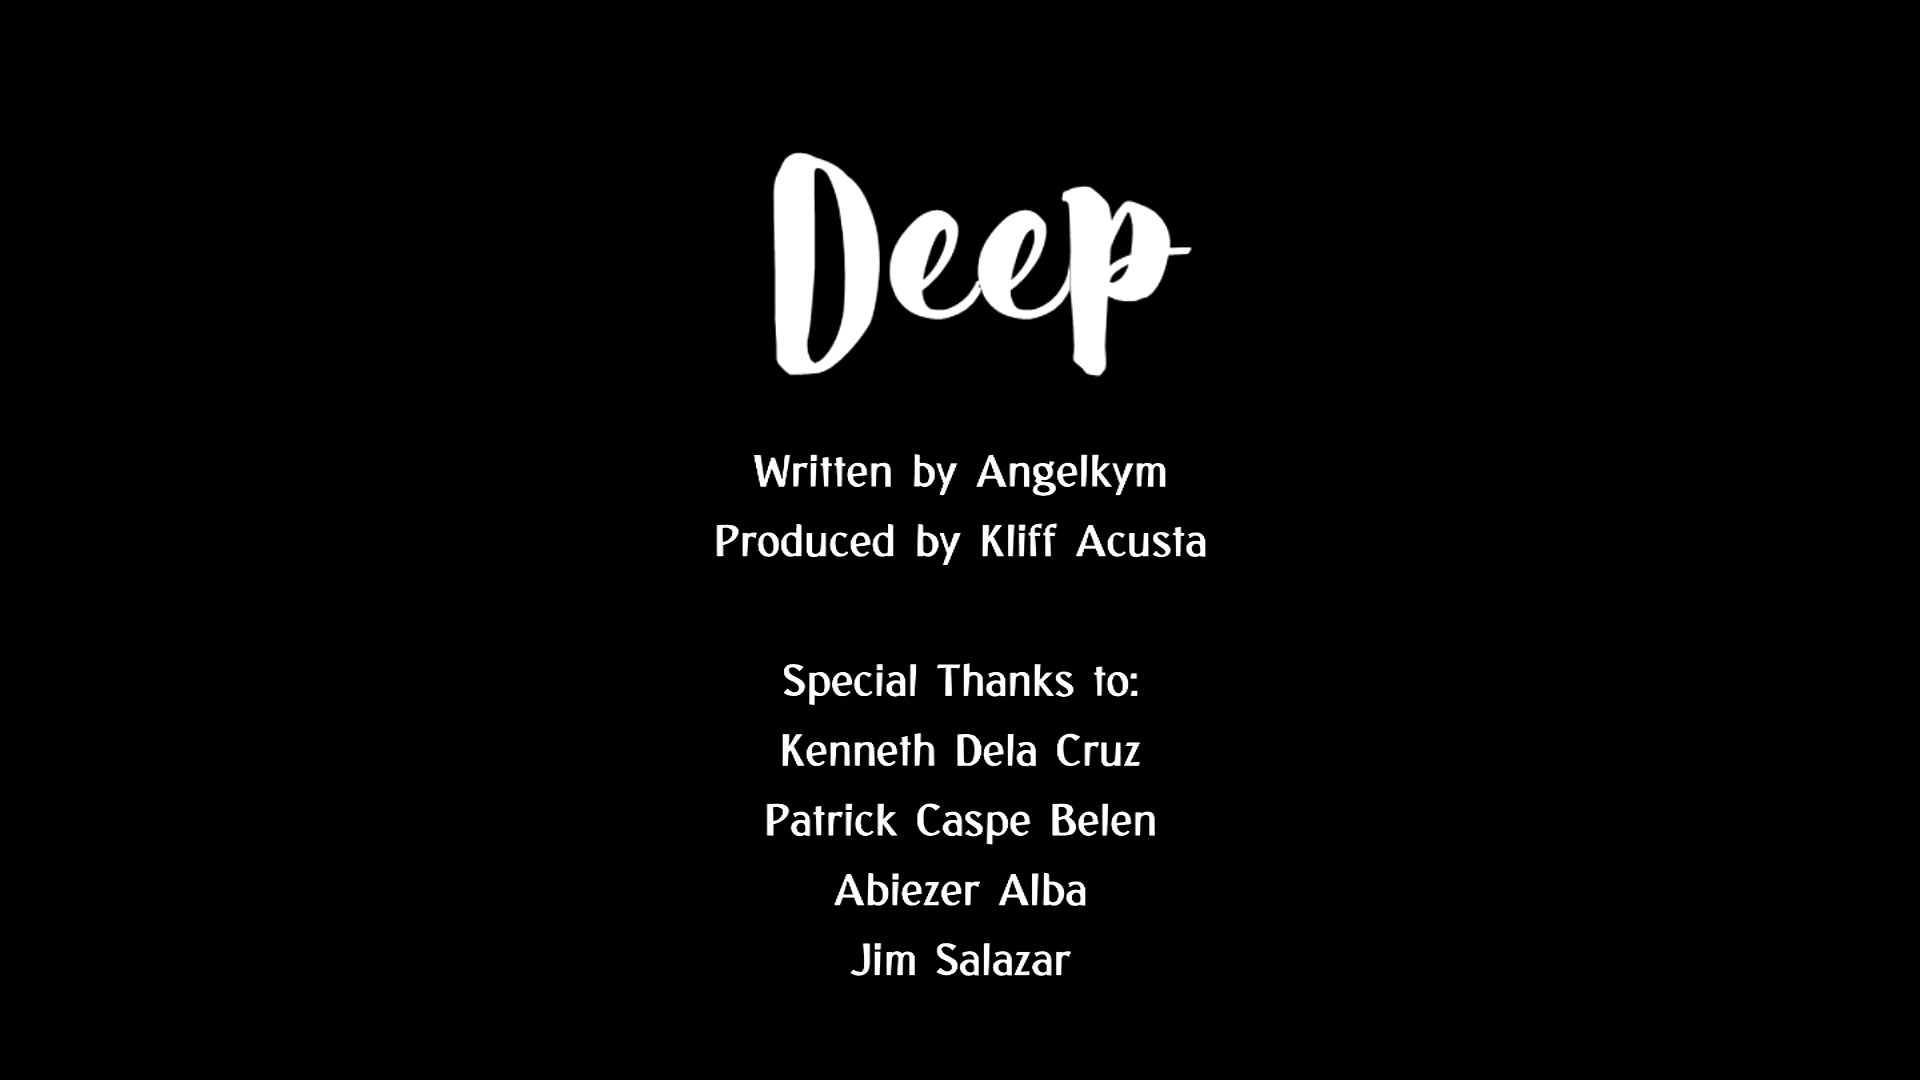 Deep
Written by Angelkym
Produced by Kliff Acusta
Special Thanks to:
Kenneth Dela Cruz
Patrick Caspe Belen
Abiezer Alba
Jim Salazar